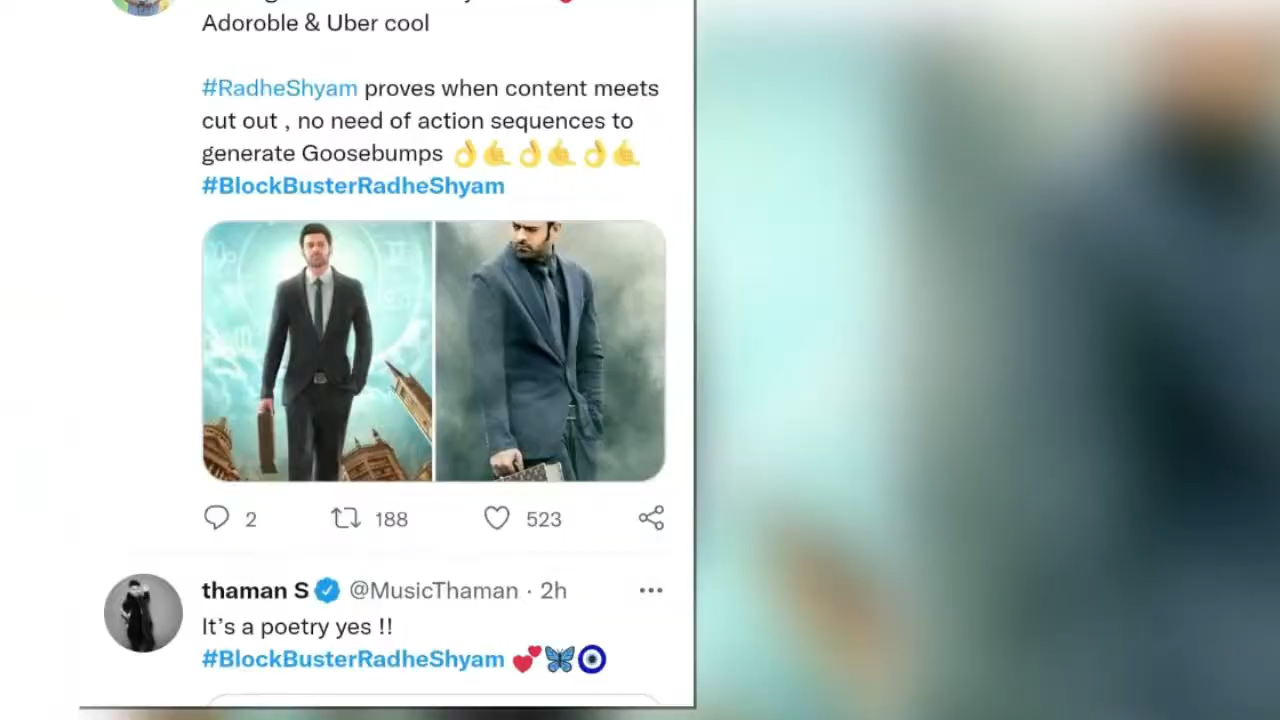 Adoroble & Uber cool
#RadheShyam proves when content meets
cut out , no need of action sequences to
generate Goosebumps 👌🤙👌🤙👌🤙
#BlockBusterRadheShyam
2 188 523
thaman S @MusicThaman · 2h
It's a poetry yes !!
#BlockBusterRadheShyam 💕🦋🧿